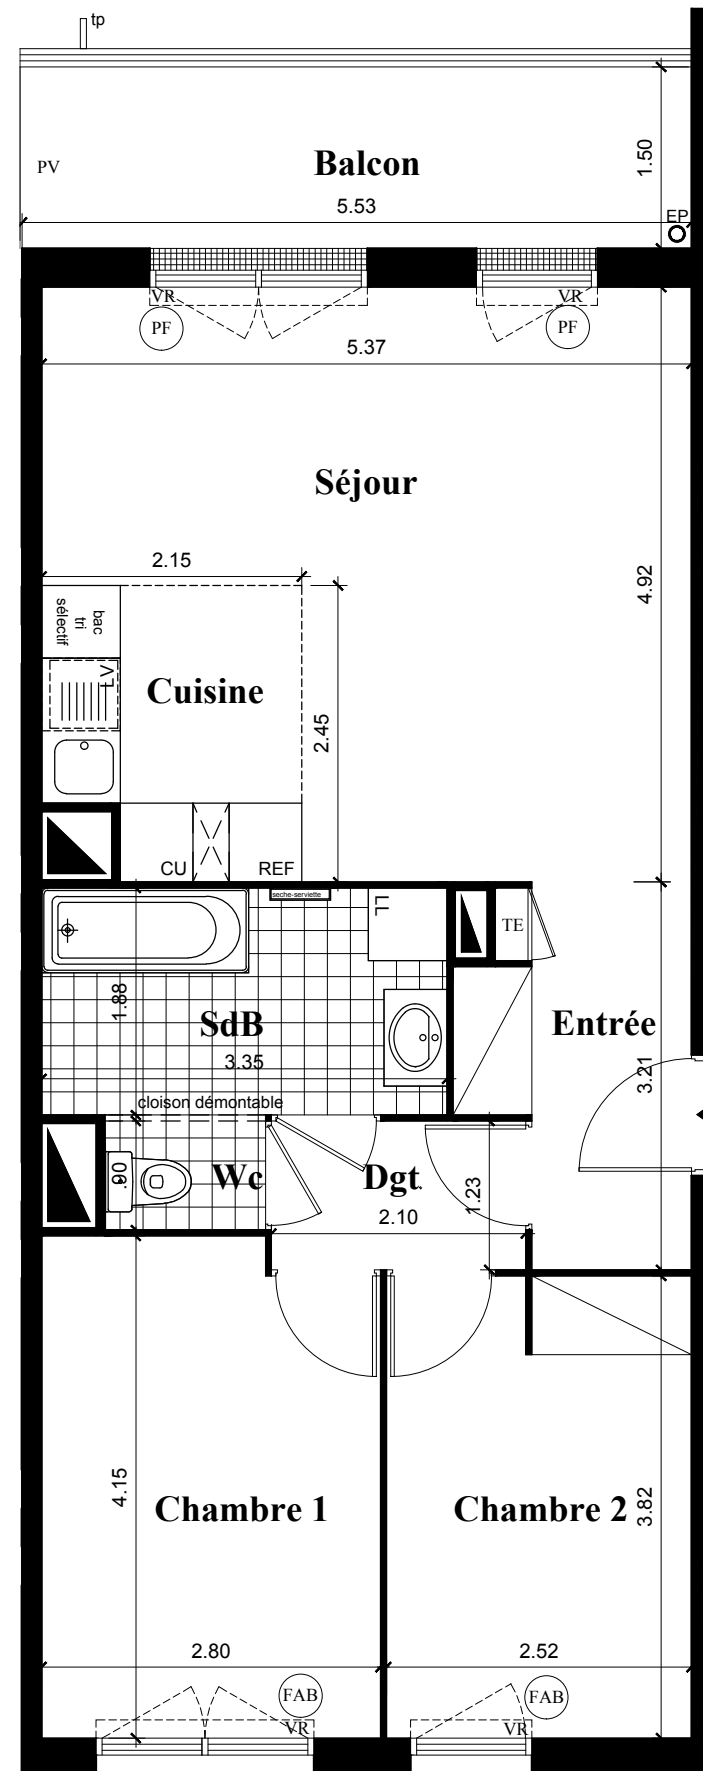 tp
PV
Balcon
1.50
5.53
EP
VR
VR
PF
PF
5.37
Séjour
2.15
4.92
bac
tri
sélectif
LV
Cuisine
2.45
CU
REF
seche-serviette
LL
TE
1.88
SdB
Entrée
3.35
3.21
cloison démontable
.90
Wc
Dgt.
1.23
2.10
4.15
Chambre 1
Chambre 2
3.82
2.80
2.52
FAB
FAB
VR
VR